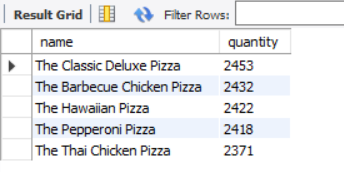 Result Grid Filter Rows:
name quantity
The Classic Deluxe Pizza 2453
The Barbecue Chicken Pizza 2432
The Hawaiian Pizza 2422
The Pepperoni Pizza 2418
The Thai Chicken Pizza 2371